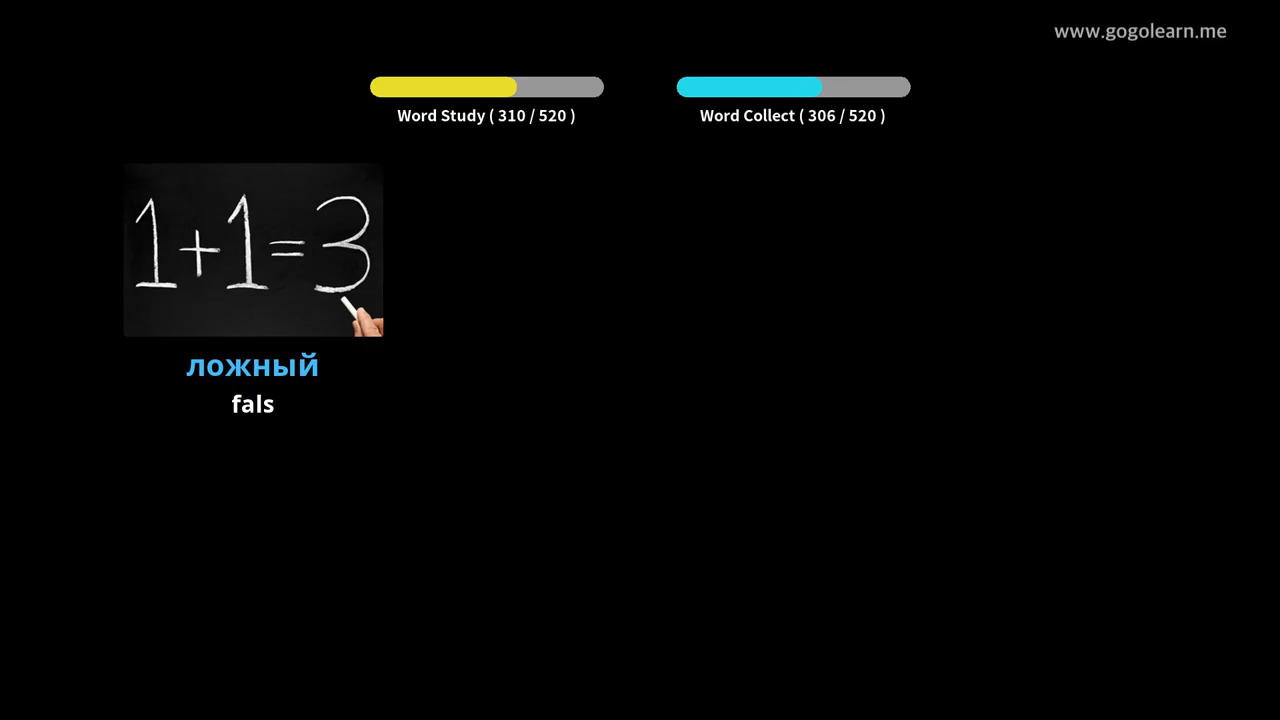 www.gogolearn.me
Word Study ( 310 / 520 )
Word Collect ( 306 / 520 )
1+1=3
ложный
fals